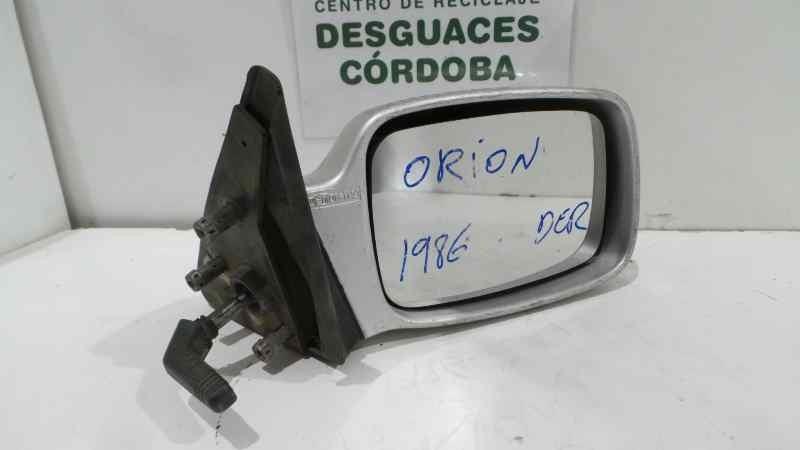 CENTRO DE RECICLAJE
DESGUACES
CÓRDOBA
ORION
1986 . DER